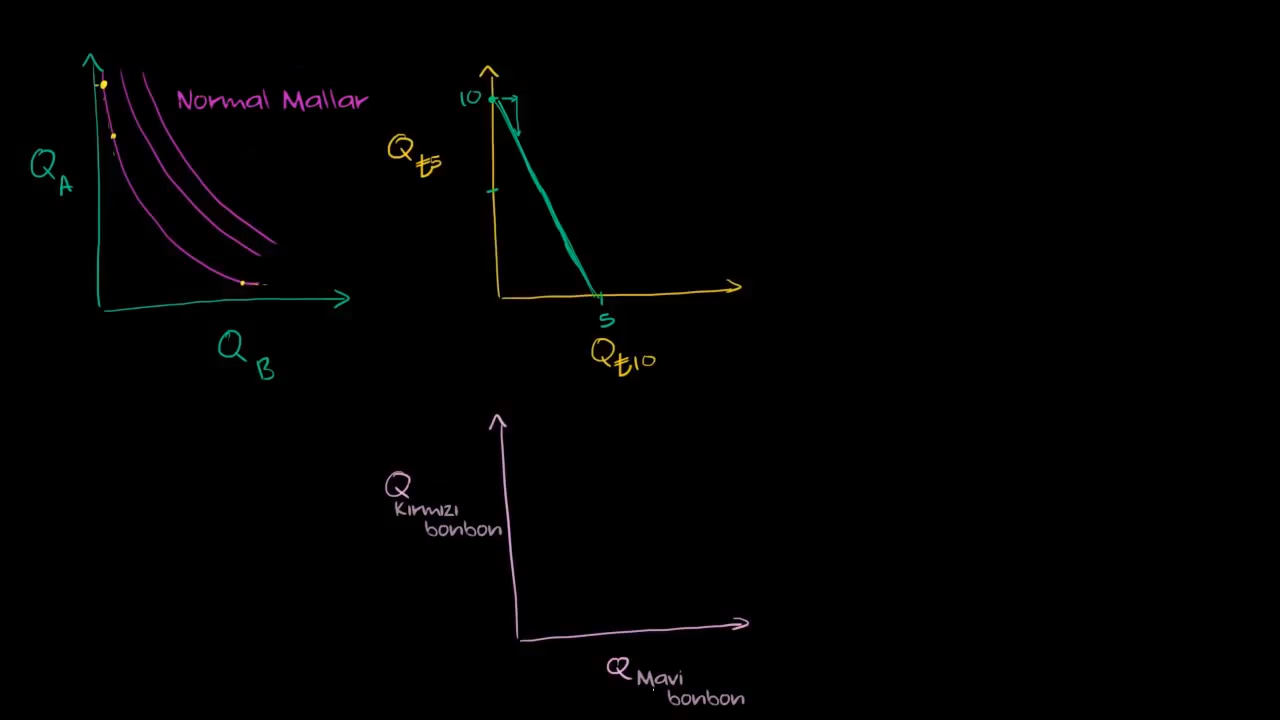 Normal Mallar
Q A
Q B
10
Q ₺5
5
Q ₺10
Q
Kırmızı
bonbon
Q Mavi
bonbon